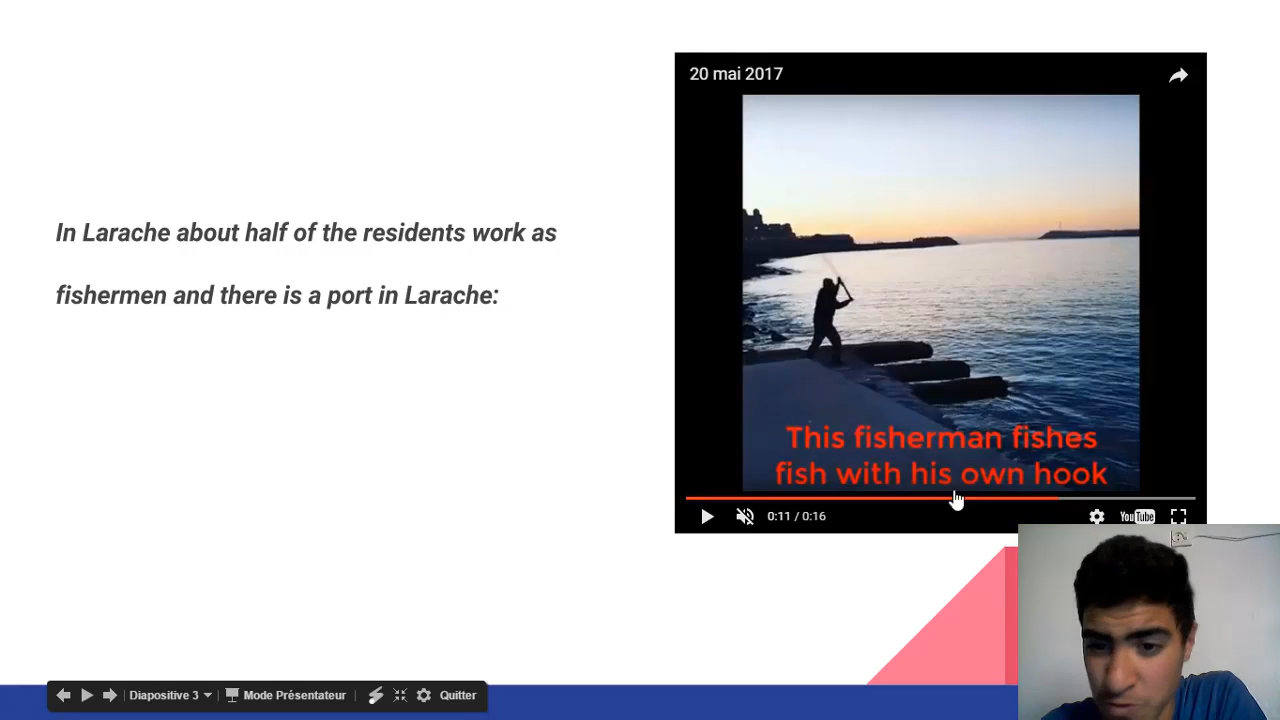 20 mai 2017
In Larache about half of the residents work as
fishermen and there is a port in Larache:
This fisherman fishes
fish with his own hook
0:11 / 0:16
YouTube
Diapositive 3
Mode Présentateur
Quitter